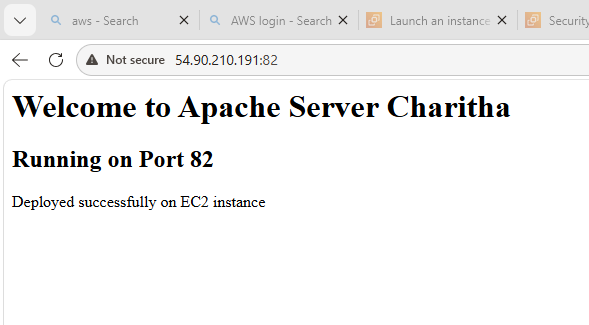 aws - Search
AWS login - Search
Launch an instance
Security
Not secure 54.90.210.191:82
Welcome to Apache Server Charitha
Running on Port 82
Deployed successfully on EC2 instance